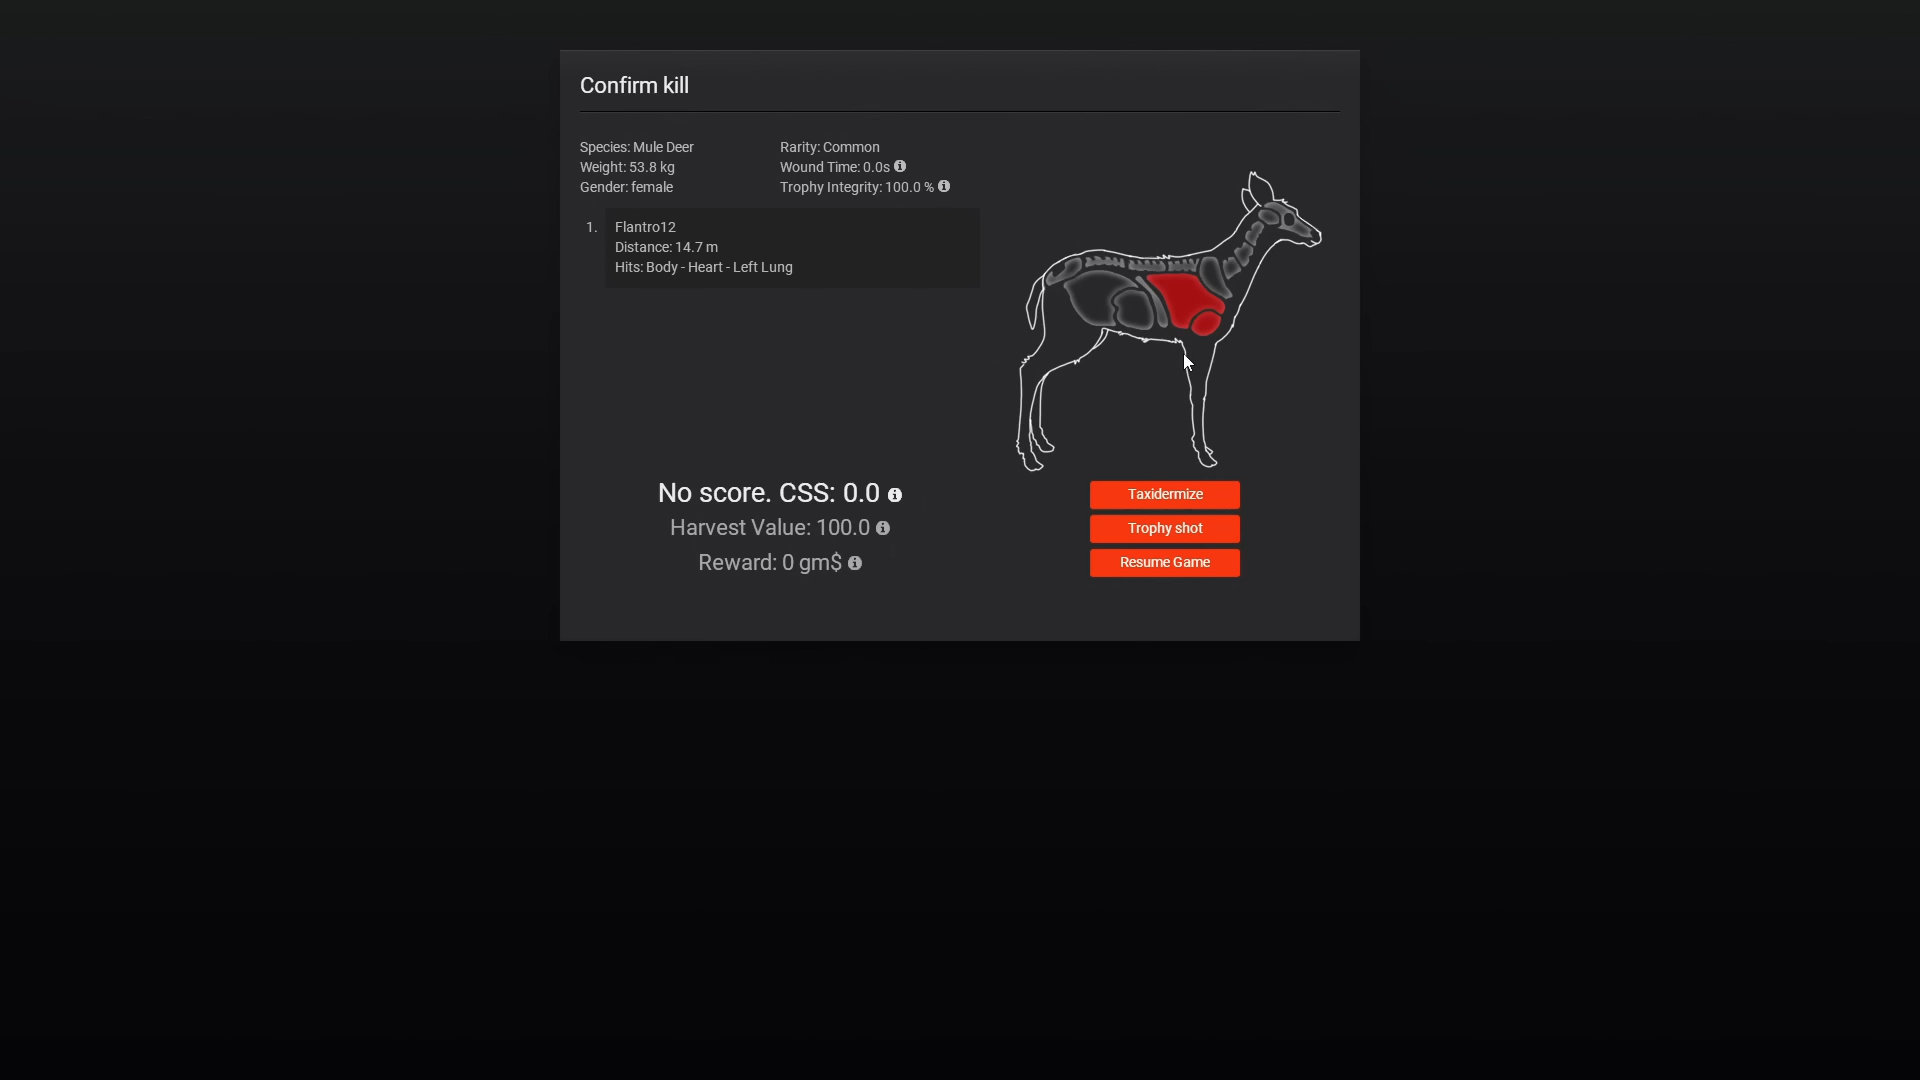 Confirm kill
Species: Mule Deer
Weight: 53.8 kg
Gender: female
Rarity: Common
Wound Time: 0.0s
Trophy Integrity: 100.0 %
1.
Flantro12
Distance: 14.7 m
Hits: Body - Heart - Left Lung
No score. CSS: 0.0
Harvest Value: 100.0
Reward: 0 gm$
Taxidermize
Trophy shot
Resume Game